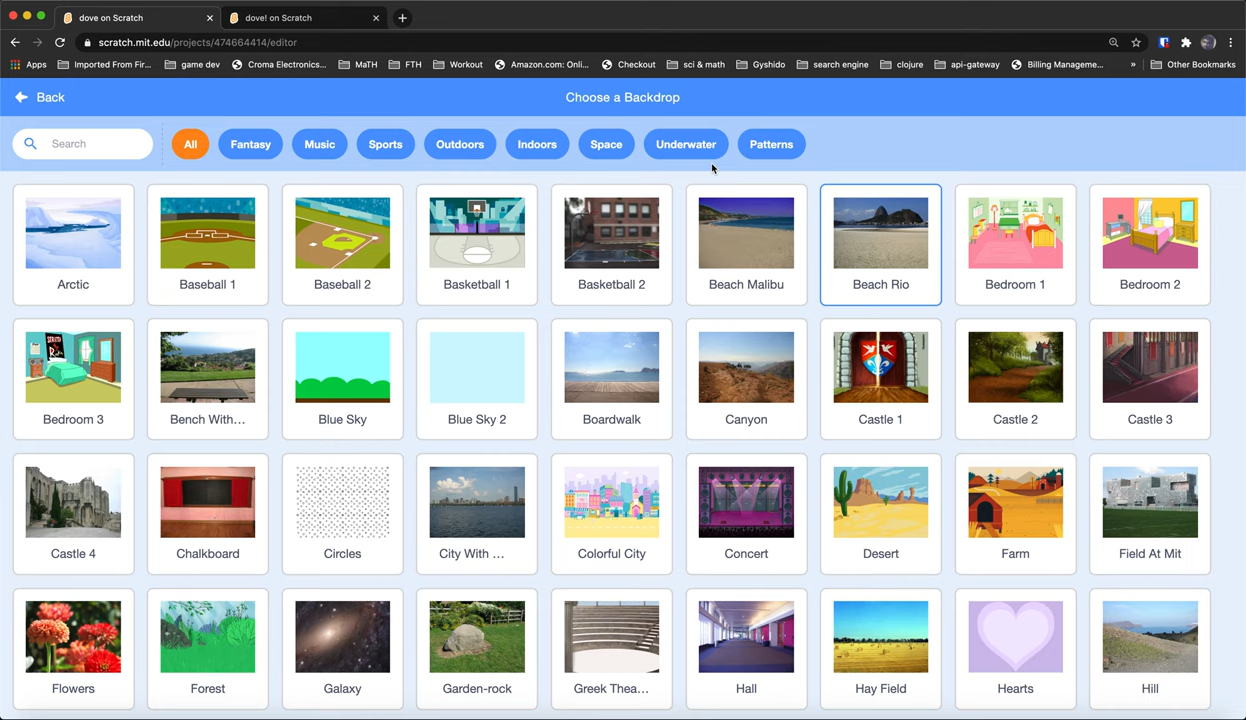 dove on Scratch
dove! on Scratch
scratch.mit.edu/projects/474664414/editor
Apps
Imported From Fir...
game dev
Croma Electronics...
MaTH
FTH
Workout
Amazon.com: Onli...
Checkout
sci & math
Gyshido
search engine
clojure
api-gateway
Billing Manageme...
»
Other Bookmarks
Back
Choose a Backdrop
Search
All
Fantasy
Music
Sports
Outdoors
Indoors
Space
Underwater
Patterns
Arctic
Baseball 1
Baseball 2
Basketball 1
Basketball 2
Beach Malibu
Beach Rio
Bedroom 1
Bedroom 2
Bedroom 3
Bench With...
Blue Sky
Blue Sky 2
Boardwalk
Canyon
Castle 1
Castle 2
Castle 3
Castle 4
Chalkboard
Circles
City With ...
Colorful City
Concert
Desert
Farm
Field At Mit
Flowers
Forest
Galaxy
Garden-rock
Greek Thea...
Hall
Hay Field
Hearts
Hill